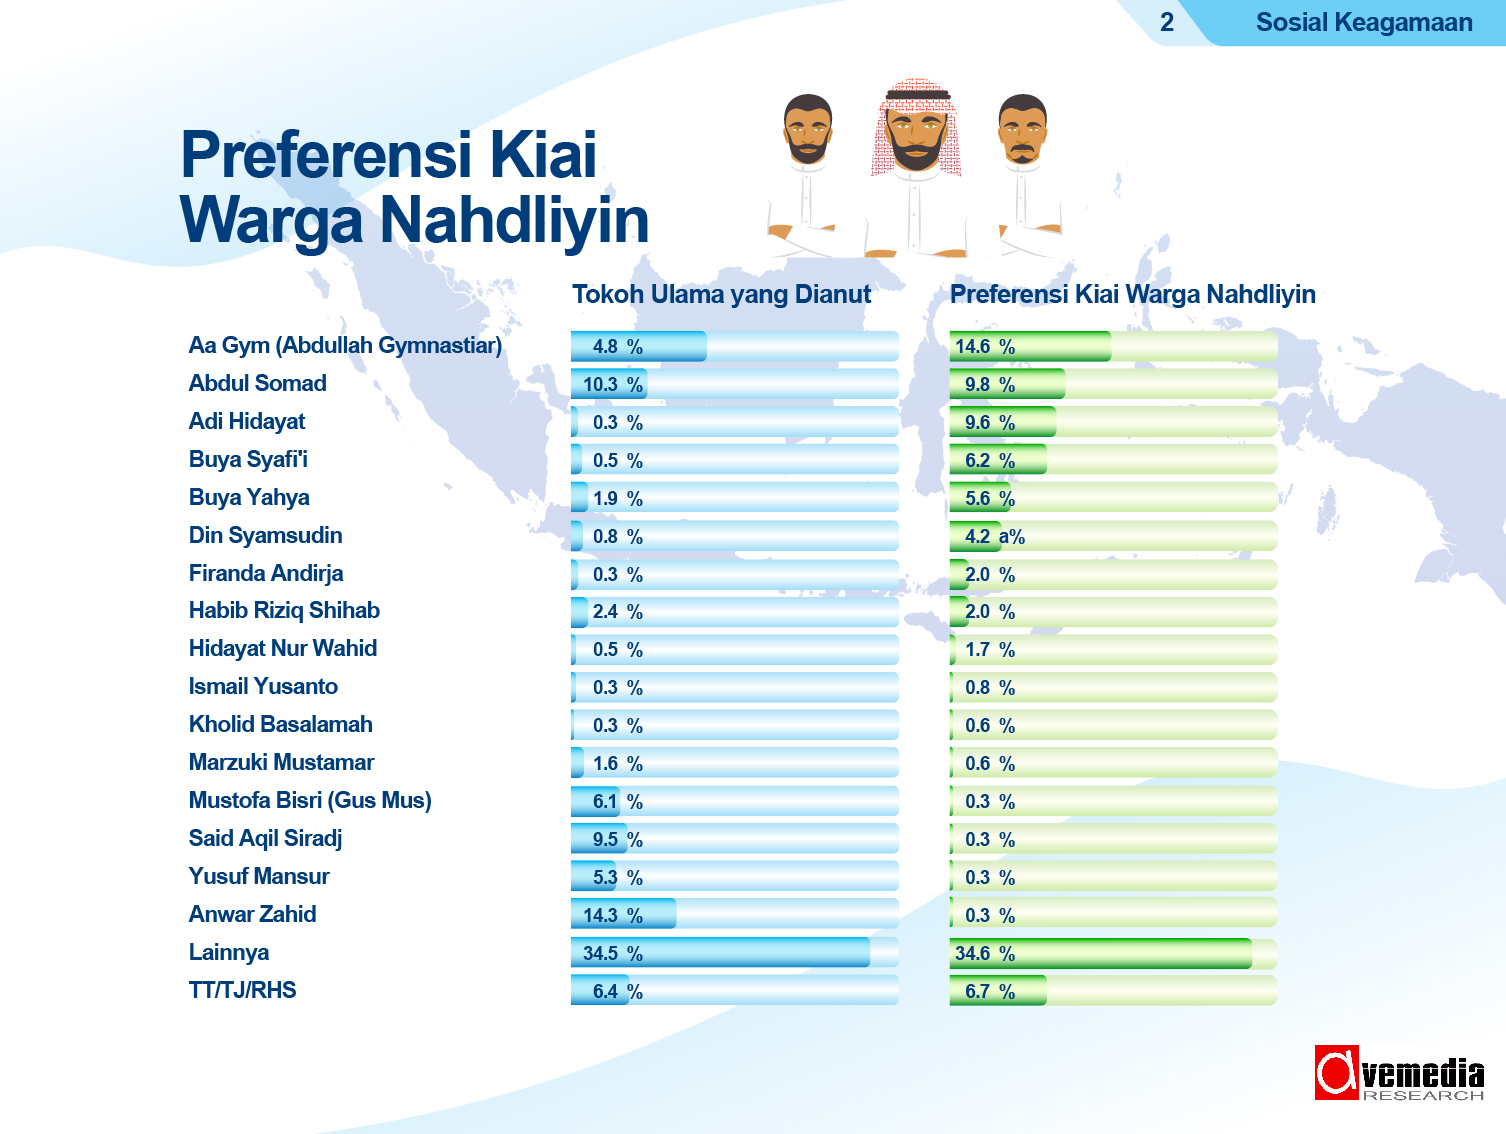 2 Sosial Keagamaan
Preferensi Kiai
Warga Nahdliyin
Tokoh Ulama yang Dianut Preferensi Kiai Warga Nahdliyin
Aa Gym (Abdullah Gymnastiar) 4.8 % 14.6 %
Abdul Somad 10.3 % 9.8 %
Adi Hidayat 0.3 % 9.6 %
Buya Syafi'i 0.5 % 6.2 %
Buya Yahya 1.9 % 5.6 %
Din Syamsudin 0.8 % 4.2 a%
Firanda Andirja 0.3 % 2.0 %
Habib Riziq Shihab 2.4 % 2.0 %
Hidayat Nur Wahid 0.5 % 1.7 %
Ismail Yusanto 0.3 % 0.8 %
Kholid Basalamah 0.3 % 0.6 %
Marzuki Mustamar 1.6 % 0.6 %
Mustofa Bisri (Gus Mus) 6.1 % 0.3 %
Said Aqil Siradj 9.5 % 0.3 %
Yusuf Mansur 5.3 % 0.3 %
Anwar Zahid 14.3 % 0.3 %
Lainnya 34.5 % 34.6 %
TT/TJ/RHS 6.4 % 6.7 %
avemedia
RESEARCH